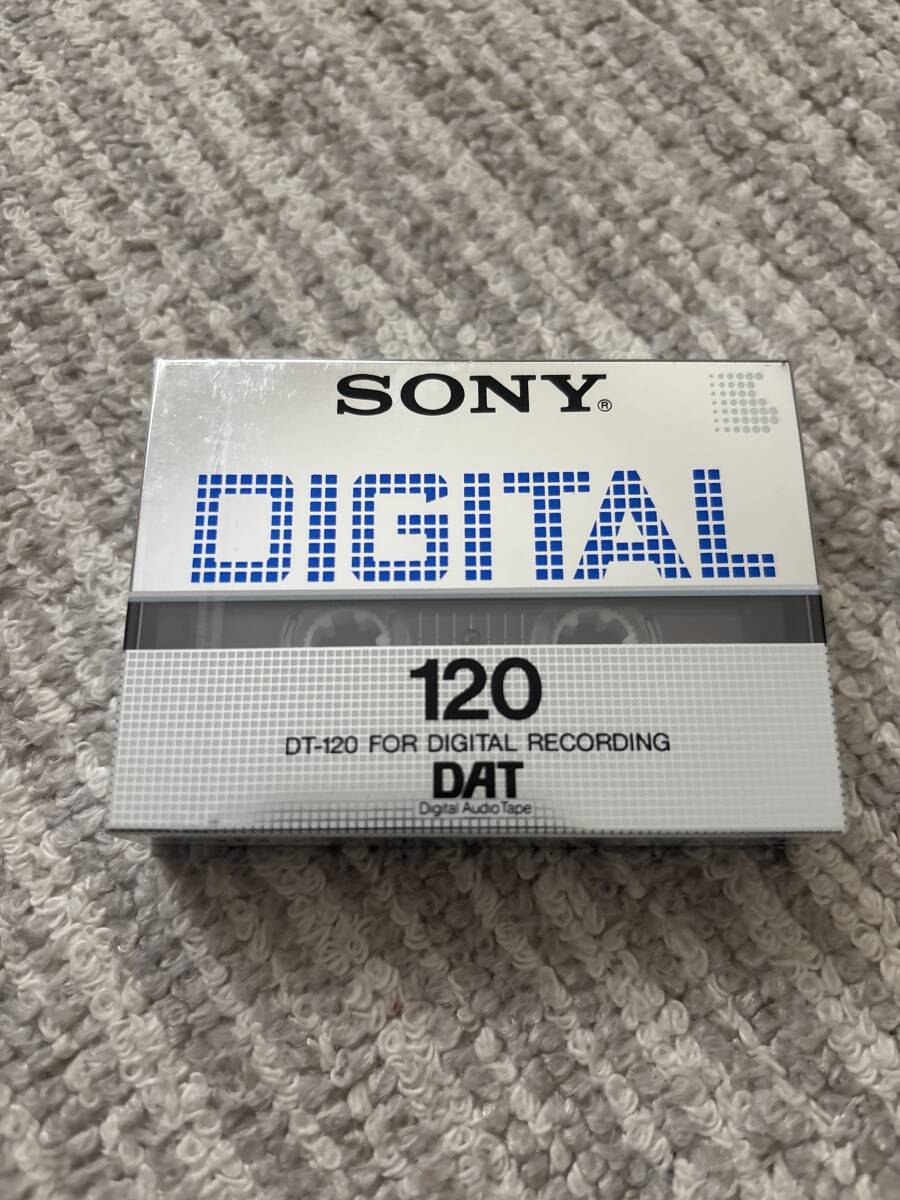 SONY®
DIGITAL
120
DT-120 FOR DIGITAL RECORDING
DAT
Digital Audio Tape